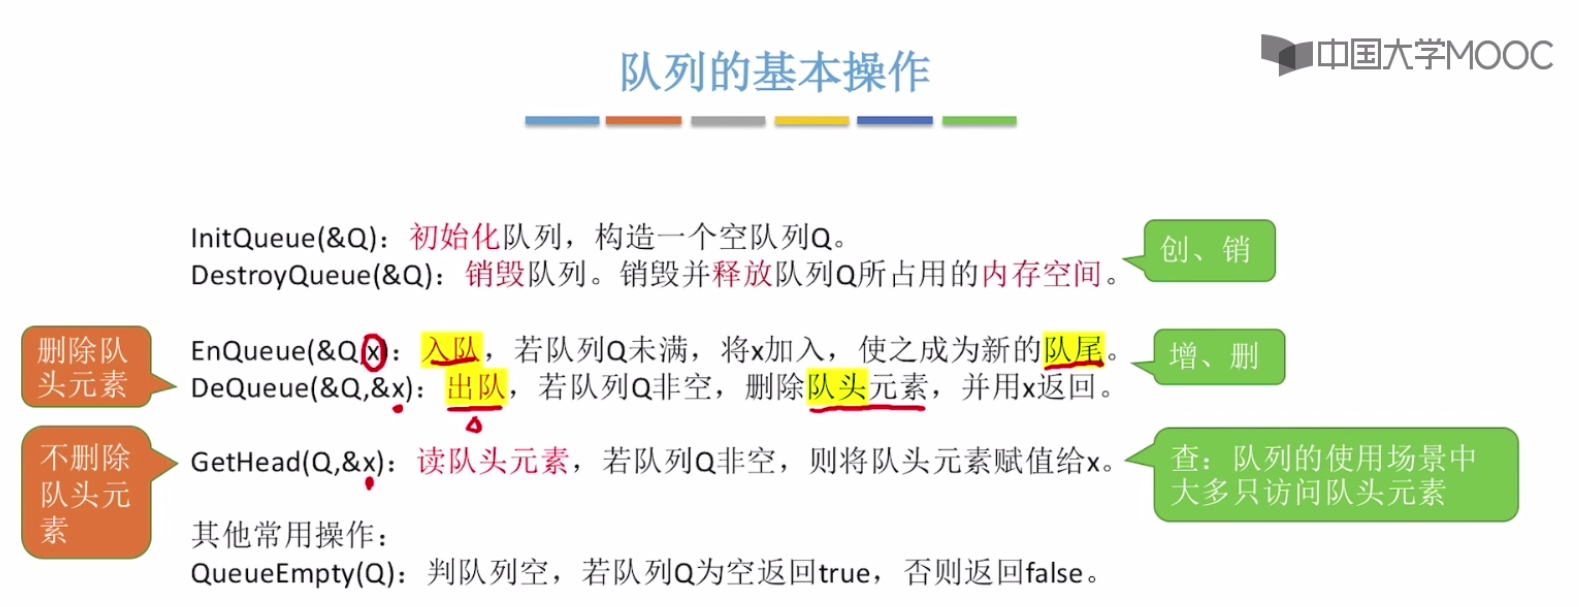 中国大学MOOC
队列的基本操作
InitQueue(&Q)：初始化队列，构造一个空队列Q。
DestroyQueue(&Q)：销毁队列。销毁并释放队列Q所占用的内存空间。
创、销
删除队
头元素
EnQueue(&Q,x)：入队，若队列Q未满，将x加入，使之成为新的队尾。
DeQueue(&Q,&x)：出队，若队列Q非空，删除队头元素，并用x返回。
增、删
不删除
队头元
素
GetHead(Q,&x)：读队头元素，若队列Q非空，则将队头元素赋值给x。
查：队列的使用场景中
大多只访问队头元素
其他常用操作：
QueueEmpty(Q)：判队列空，若队列Q为空返回true，否则返回false。